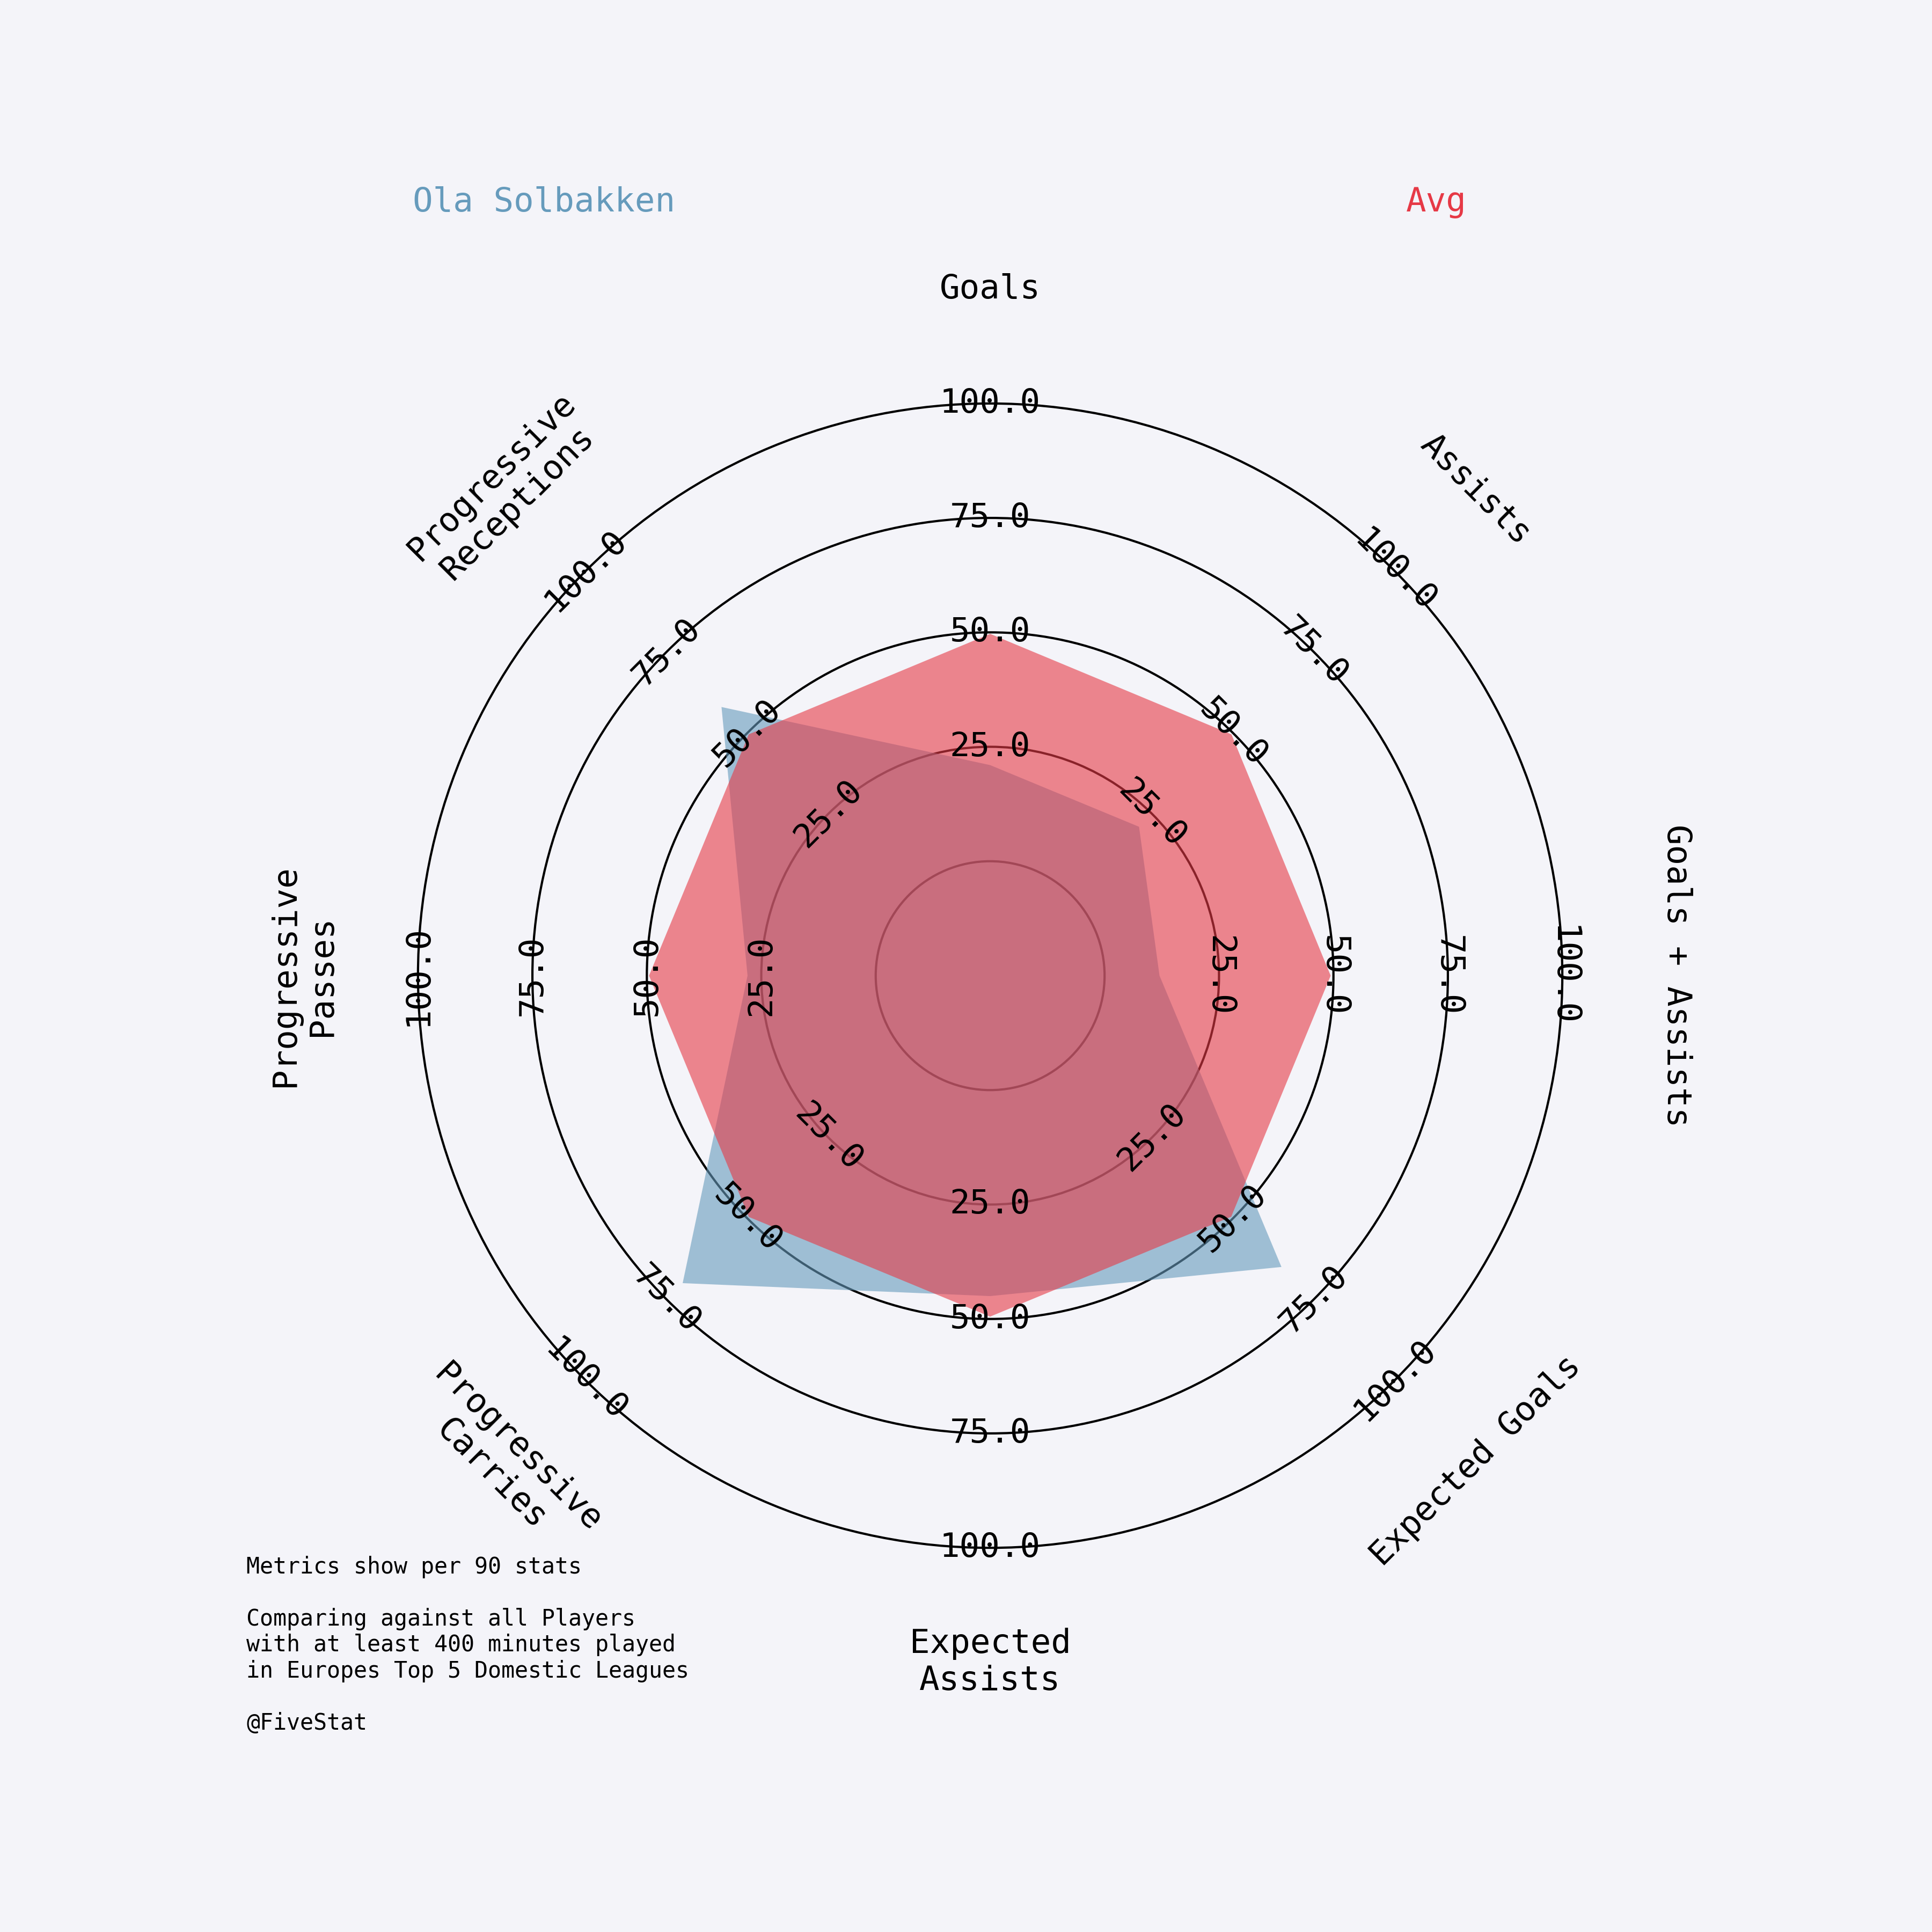 Ola Solbakken
Avg
Goals
Assists
Goals + Assists
Expected Goals
Expected
Assists
Progressive
Carries
Progressive
Passes
Progressive
Receptions
25.0
50.0
75.0
100.0
25.0
50.0
75.0
100.0
25.0
50.0
75.0
100.0
25.0
50.0
75.0
100.0
25.0
50.0
75.0
100.0
25.0
50.0
75.0
100.0
25.0
50.0
75.0
100.0
25.0
50.0
75.0
100.0
Metrics show per 90 stats
Comparing against all Players
with at least 400 minutes played
in Europes Top 5 Domestic Leagues
@FiveStat